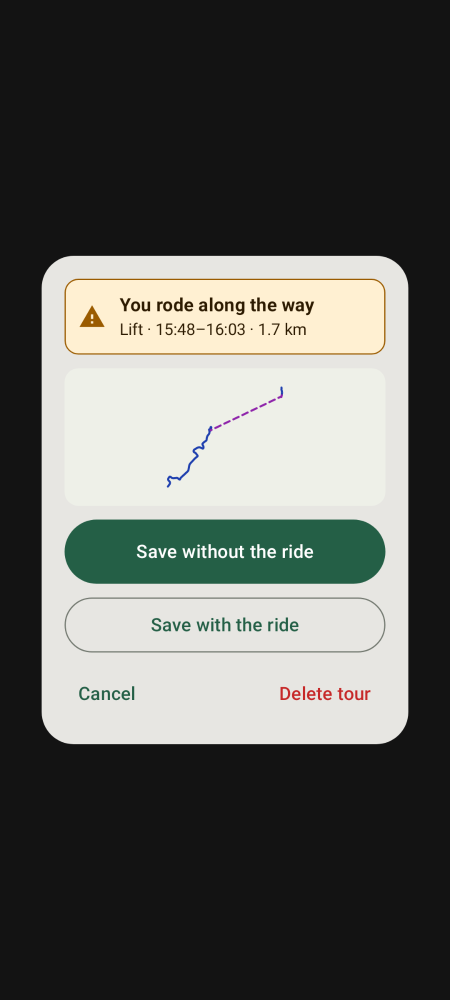 You rode along the way
Lift · 15:48–16:03 · 1.7 km
Save without the ride
Save with the ride
Cancel
Delete tour